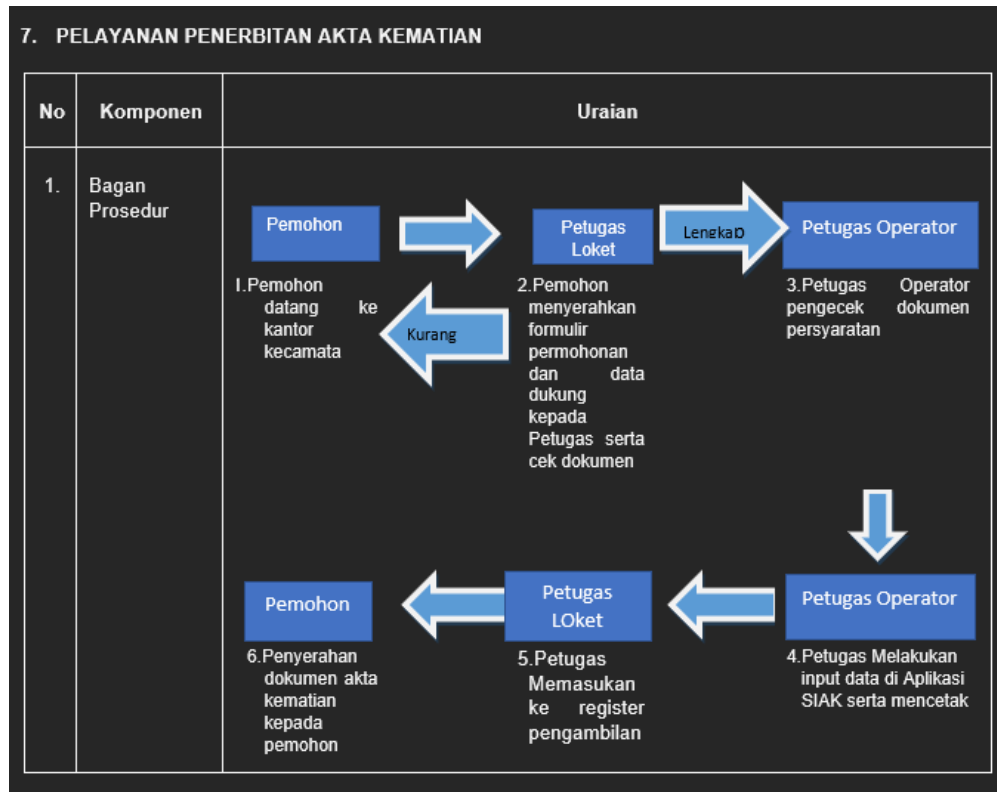 7. PELAYANAN PENERBITAN AKTA KEMATIAN
No
Komponen
Uraian
1.
Bagan
Prosedur
Pemohon
Petugas
Loket
Lengkap
Petugas Operator
1.Pemohon
datang ke
kantor
kecamata
Kurang
2.Pemohon
menyerahkan
formulir
permohonan
dan data
dukung
kepada
Petugas serta
cek dokumen
3.Petugas Operator
pengecek dokumen
persyaratan
Pemohon
Petugas
LOket
Petugas Operator
6.Penyerahan
dokumen akta
kematian
kepada
pemohon
5.Petugas
Memasukan
ke register
pengambilan
4.Petugas Melakukan
input data di Aplikasi
SIAK serta mencetak